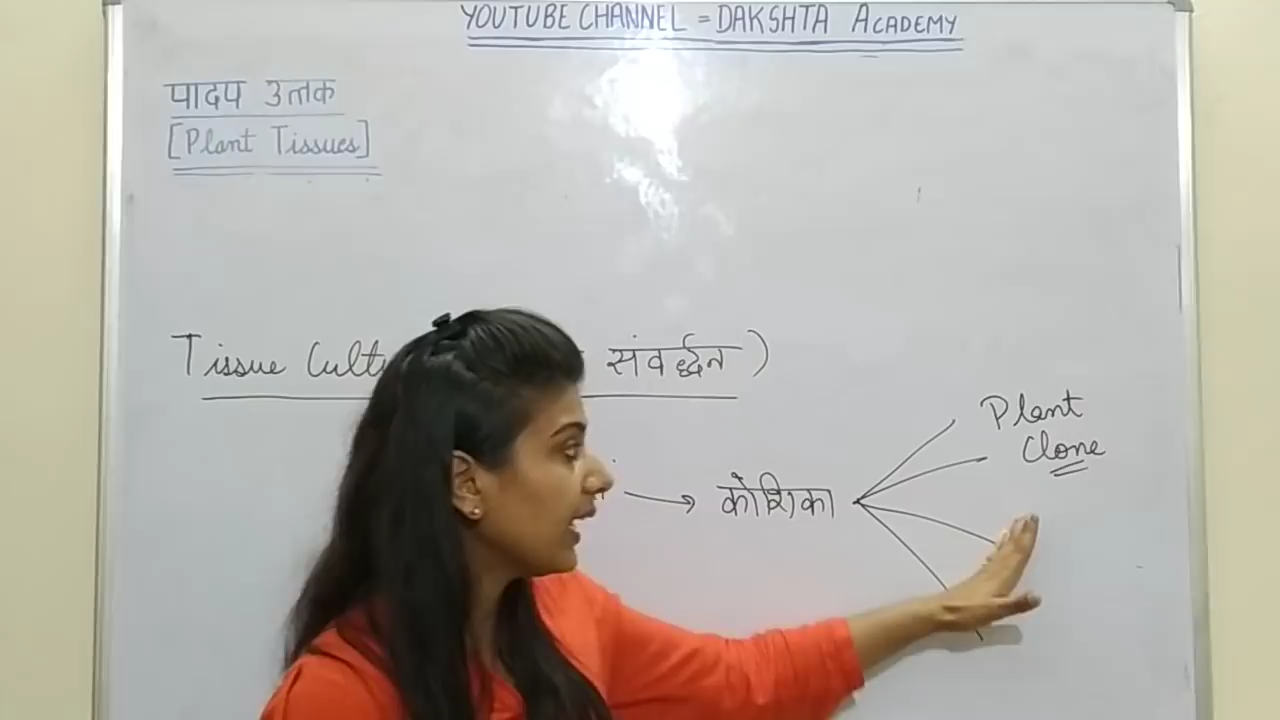 YOUTUBE CHANNEL = DAKSHTA ACADEMY
पादप उत्तक
[Plant Tissues]
Tissue Cult संवर्द्धन )
Plant
Clone
कोशिका